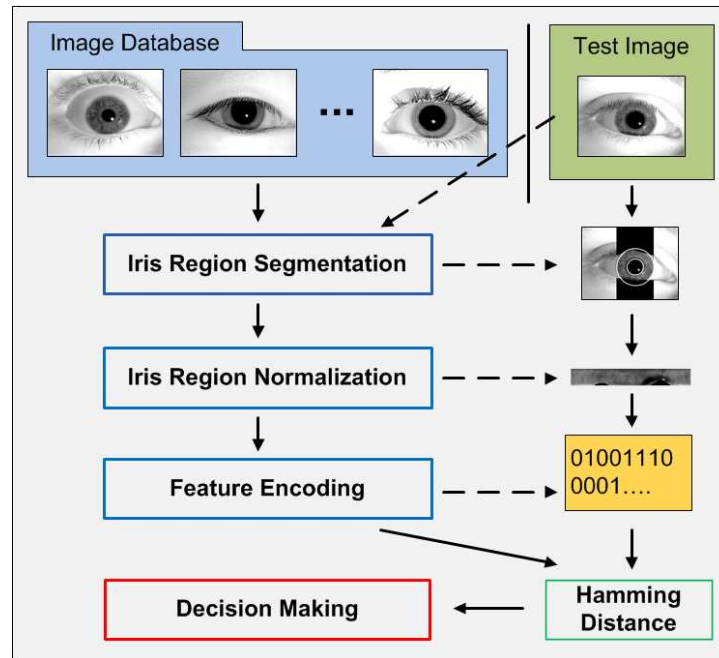 Image Database
Test Image
...
Iris Region Segmentation
Iris Region Normalization
Feature Encoding
01001110
0001....
Decision Making
Hamming
Distance